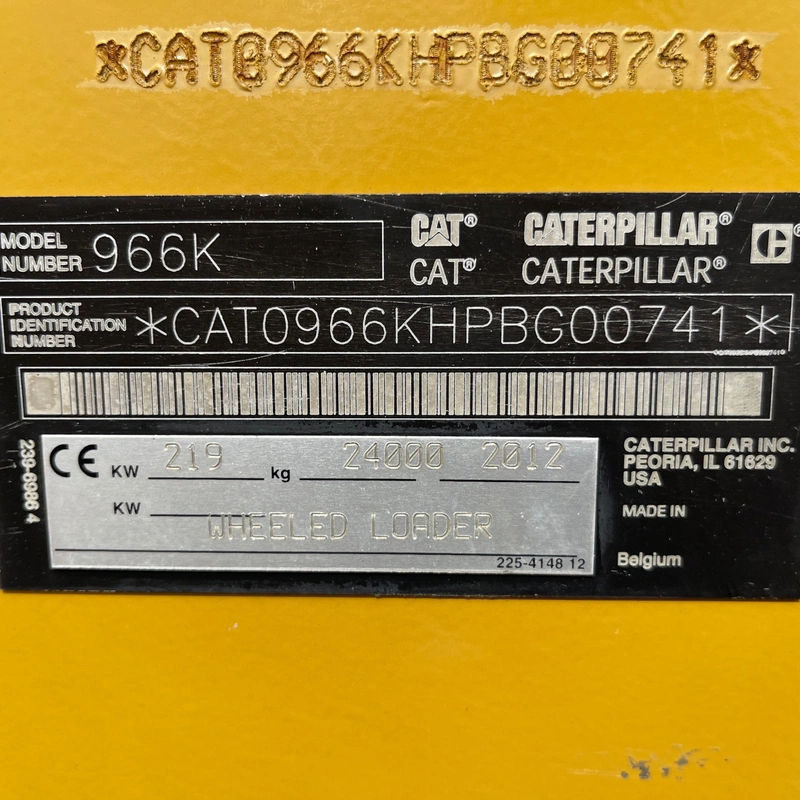 *CAT0966KHPBG00741*
MODEL NUMBER 966K
CAT® CATERPILLAR®
CAT® CATERPILLAR®
PRODUCT IDENTIFICATION NUMBER *CAT0966KHPBG00741*
239-6986 4
CE KW 219 kg 24000 2012
KW
WHEELED LOADER
225-4148 12
CATERPILLAR INC.
PEORIA, IL 61629
USA
MADE IN
Belgium